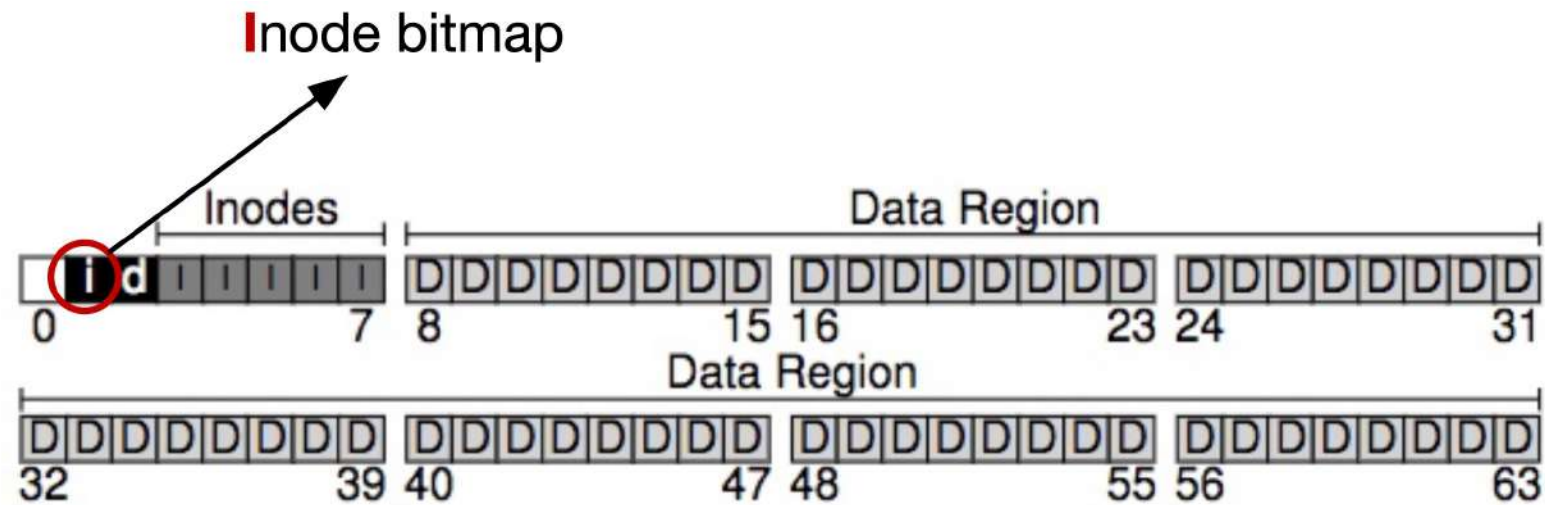 Inode bitmap
Inodes Data Region
i d I I I I I D D D D D D D D D D D D D D D D D D D D D D D D
0 7 8 15 16 23 24 31
Data Region
D D D D D D D D D D D D D D D D D D D D D D D D D D D D D D D D
32 39 40 47 48 55 56 63